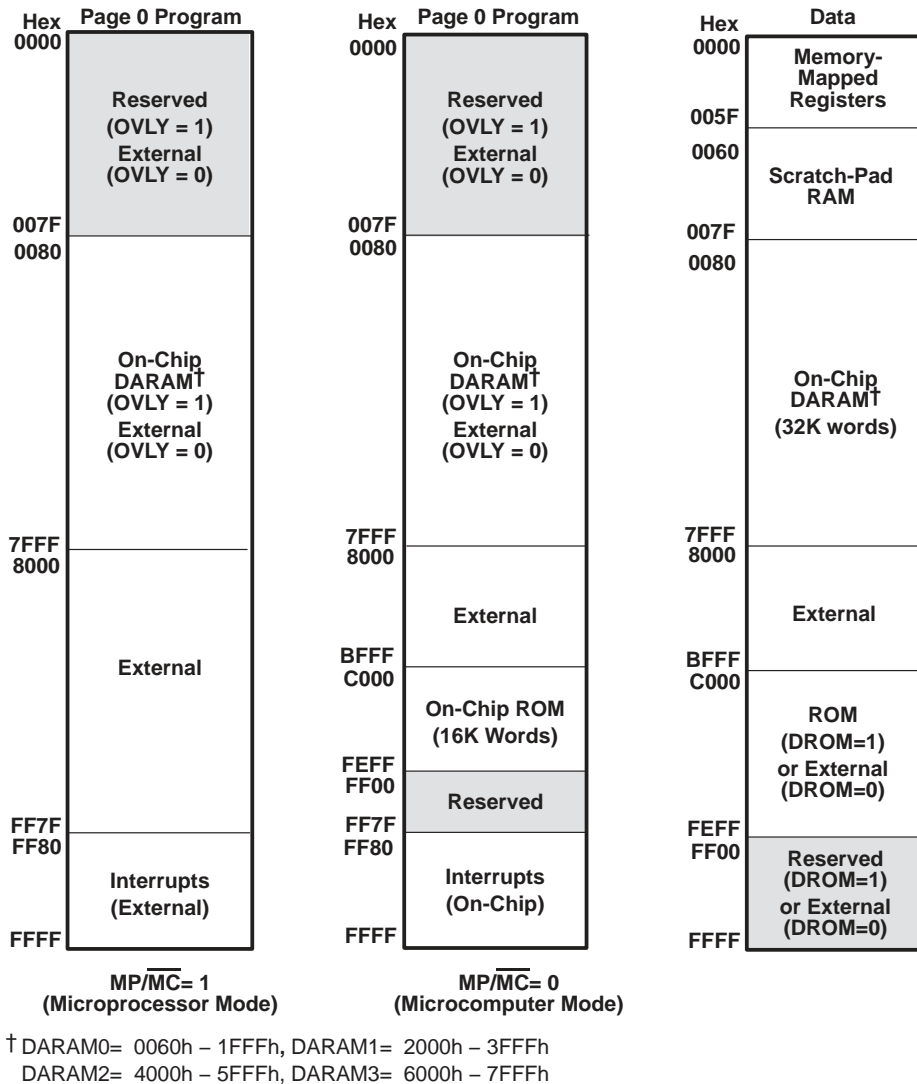 Hex
Page 0 Program
0000
Reserved
(OVLY = 1)
External
(OVLY = 0)
007F
0080
On-Chip
DARAM†
(OVLY = 1)
External
(OVLY = 0)
7FFF
8000
External
FF7F
FF80
Interrupts
(External)
FFFF
MP/M̅C̅= 1
(Microprocessor Mode)
Hex
Page 0 Program
0000
Reserved
(OVLY = 1)
External
(OVLY = 0)
007F
0080
On-Chip
DARAM†
(OVLY = 1)
External
(OVLY = 0)
7FFF
8000
External
BFFF
C000
On-Chip ROM
(16K Words)
FEFF
FF00
Reserved
FF7F
FF80
Interrupts
(On-Chip)
FFFF
MP/M̅C̅= 0
(Microcomputer Mode)
Hex
Data
0000
Memory-
Mapped
Registers
005F
0060
Scratch-Pad
RAM
007F
0080
On-Chip
DARAM†
(32K words)
7FFF
8000
External
BFFF
C000
ROM
(DROM=1)
or External
(DROM=0)
FEFF
FF00
Reserved
(DROM=1)
or External
(DROM=0)
FFFF
† DARAM0= 0060h – 1FFFh, DARAM1= 2000h – 3FFFh
DARAM2= 4000h – 5FFFh, DARAM3= 6000h – 7FFFh